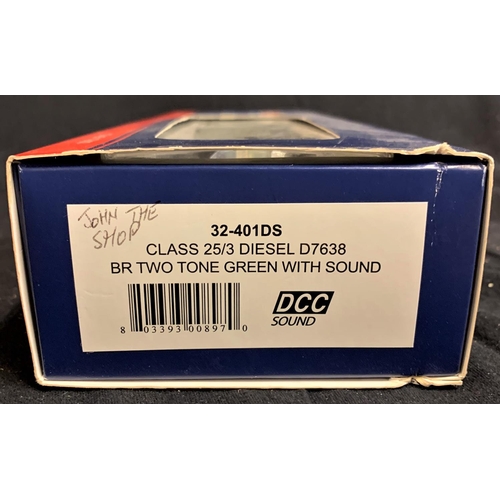 JOHN THE
SHOP
32-401DS
CLASS 25/3 DIESEL D7638
BR TWO TONE GREEN WITH SOUND
8 03393 00897 0
DCC
SOUND